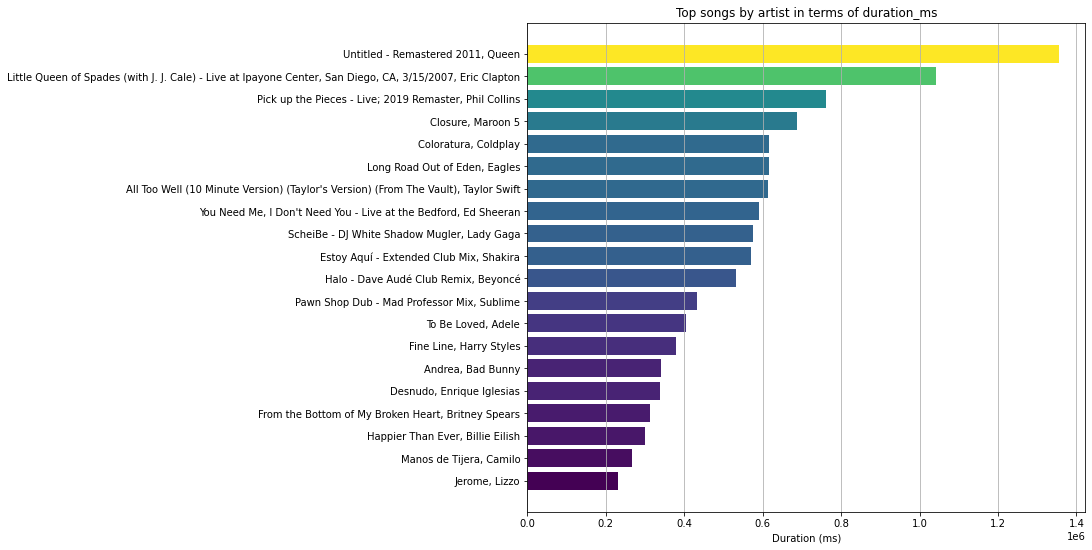 Top songs by artist in terms of duration_ms
Untitled - Remastered 2011, Queen
Little Queen of Spades (with J. J. Cale) - Live at Ipayone Center, San Diego, CA, 3/15/2007, Eric Clapton
Pick up the Pieces - Live; 2019 Remaster, Phil Collins
Closure, Maroon 5
Coloratura, Coldplay
Long Road Out of Eden, Eagles
All Too Well (10 Minute Version) (Taylor's Version) (From The Vault), Taylor Swift
You Need Me, I Don't Need You - Live at the Bedford, Ed Sheeran
ScheiBe - DJ White Shadow Mugler, Lady Gaga
Estoy Aquí - Extended Club Mix, Shakira
Halo - Dave Audé Club Remix, Beyoncé
Pawn Shop Dub - Mad Professor Mix, Sublime
To Be Loved, Adele
Fine Line, Harry Styles
Andrea, Bad Bunny
Desnudo, Enrique Iglesias
From the Bottom of My Broken Heart, Britney Spears
Happier Than Ever, Billie Eilish
Manos de Tijera, Camilo
Jerome, Lizzo
0.0 0.2 0.4 0.6 0.8 1.0 1.2 1.4
1e6
Duration (ms)